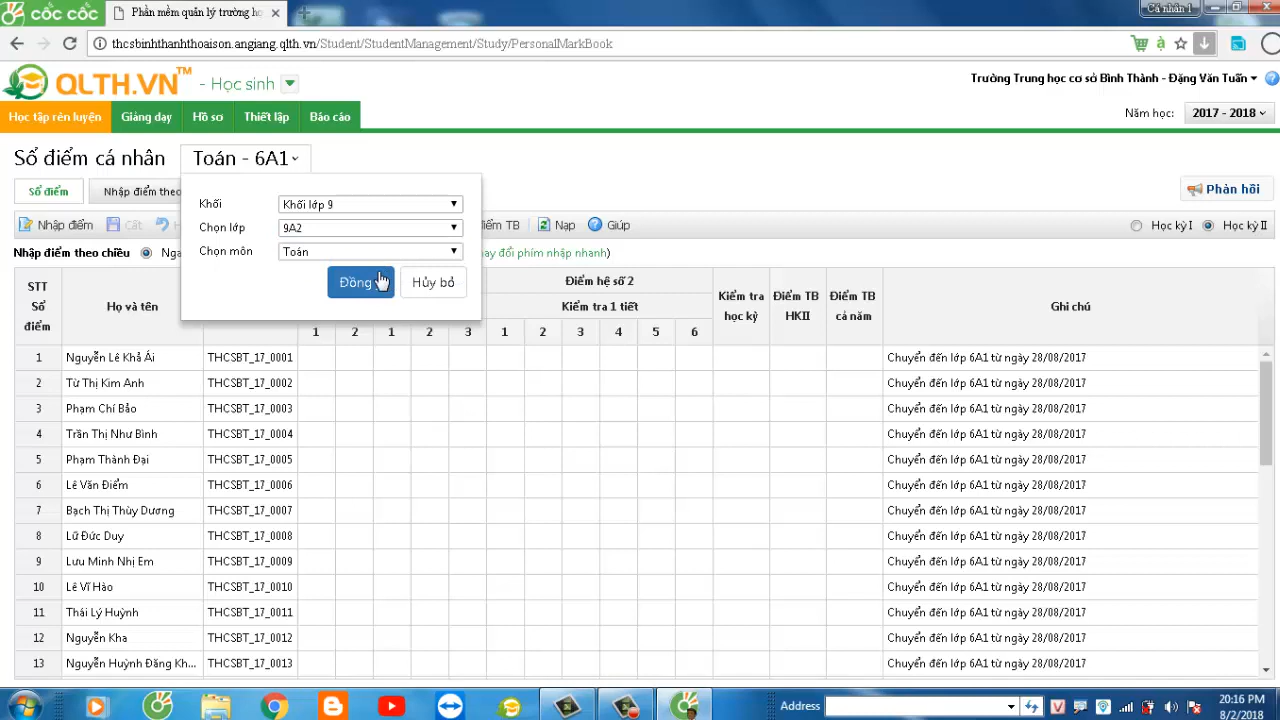 cốc cốc
Phần mềm quản lý trường họ
Cá nhân 1
thcsbinhthanhthoaison.angiang.qlth.vn/Student/StudentManagement/Study/PersonalMarkBook
QLTH.VN™ - Học sinh
Trường Trung học cơ sở Bình Thành - Đặng Văn Tuấn
Học tập rèn luyện Giảng dạy Hồ sơ Thiết lập Báo cáo
Năm học: 2017 - 2018
Sổ điểm cá nhân Toán - 6A1
Sổ điểm Nhập điểm theo
Phản hồi
Khối Khối lớp 9
Chọn lớp 9A2
Chọn môn Toán
Đồng Hủy bỏ
Nhập điểm Cất H điểm TB Nạp Giúp Học kỳ I Học kỳ II
Nhập điểm theo chiều Nga ay đổi phím nhập nhanh)
STT Sổ điểm Họ và tên Điểm hệ số 2 Kiểm tra học kỳ Điểm TB HKII Điểm TB cả năm Ghi chú
Kiểm tra 1 tiết
1 2 1 2 3 1 2 3 4 5 6
1 Nguyễn Lê Khả Ái THCSBT_17_0001 Chuyển đến lớp 6A1 từ ngày 28/08/2017
2 Từ Thị Kim Anh THCSBT_17_0002 Chuyển đến lớp 6A1 từ ngày 28/08/2017
3 Phạm Chí Bảo THCSBT_17_0003 Chuyển đến lớp 6A1 từ ngày 28/08/2017
4 Trần Thị Như Bình THCSBT_17_0004 Chuyển đến lớp 6A1 từ ngày 28/08/2017
5 Phạm Thành Đại THCSBT_17_0005 Chuyển đến lớp 6A1 từ ngày 28/08/2017
6 Lê Văn Điểm THCSBT_17_0006 Chuyển đến lớp 6A1 từ ngày 28/08/2017
7 Bạch Thị Thùy Dương THCSBT_17_0007 Chuyển đến lớp 6A1 từ ngày 28/08/2017
8 Lữ Đức Duy THCSBT_17_0008 Chuyển đến lớp 6A1 từ ngày 28/08/2017
9 Lưu Minh Nhị Em THCSBT_17_0009 Chuyển đến lớp 6A1 từ ngày 28/08/2017
10 Lê Vĩ Hào THCSBT_17_0010 Chuyển đến lớp 6A1 từ ngày 28/08/2017
11 Thái Lý Huỳnh THCSBT_17_0011 Chuyển đến lớp 6A1 từ ngày 28/08/2017
12 Nguyễn Kha THCSBT_17_0012 Chuyển đến lớp 6A1 từ ngày 28/08/2017
13 Nguyễn Huỳnh Đăng Kh... THCSBT_17_0013 Chuyển đến lớp 6A1 từ ngày 28/08/2017
Address
20:16 PM
8/2/2018